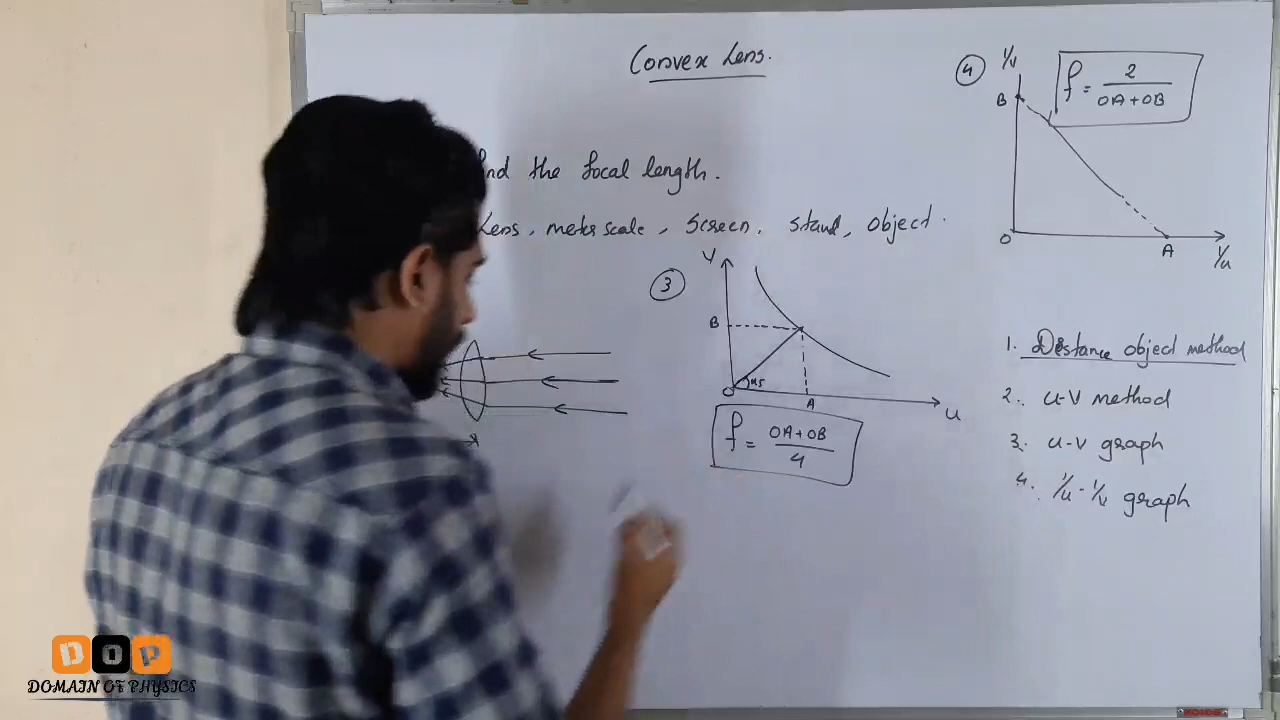 Convex Lens.
nd the focal length.
Lens, meter scale, Screen, stand, object.
3
V
B
O
45
A
u
f = OA+OB
4
4
1/v
B
O
A
1/u
f = 2
OA+OB
1. Distance object method
2. u-v method
3. u-v graph
4. 1/u - 1/v graph
DOP
DOMAIN OF PHYSICS